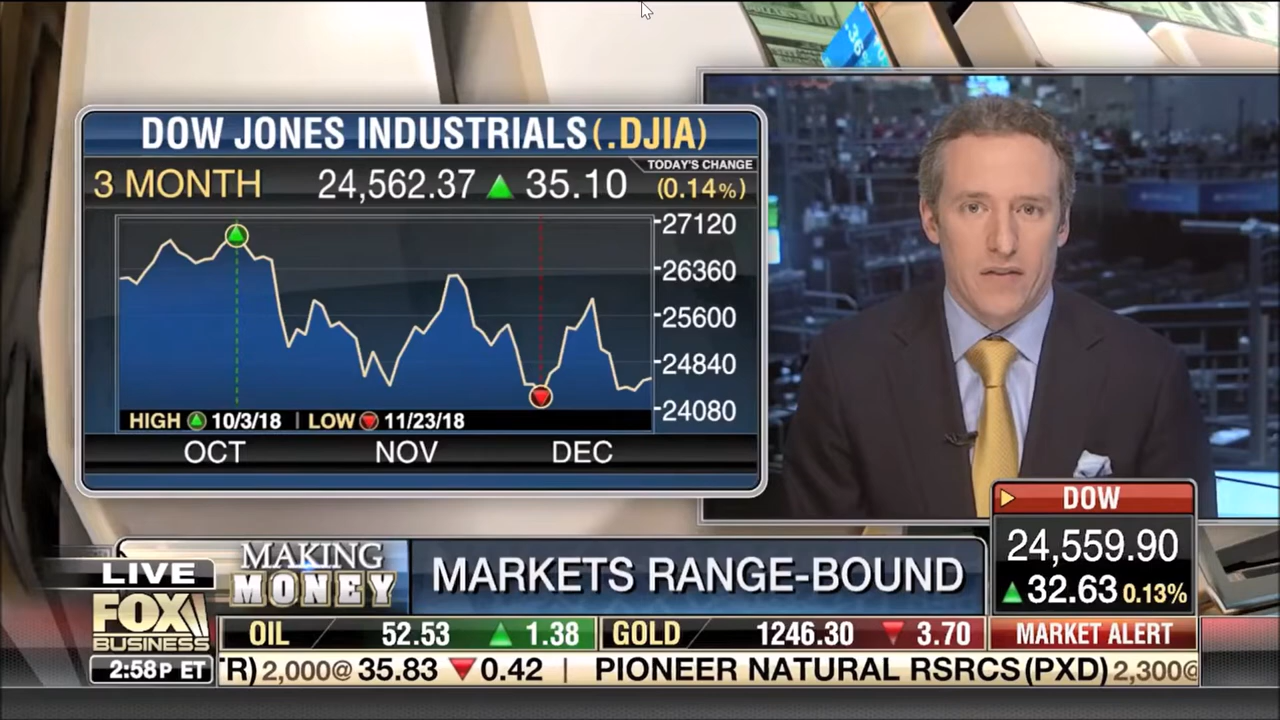 DOW JONES INDUSTRIALS (.DJIA)
TODAY'S CHANGE
3 MONTH 24,562.37 ▲ 35.10 (0.14%)
27120
26360
25600
24840
24080
HIGH ▲ 10/3/18 | LOW ▼ 11/23/18
OCT NOV DEC
DOW
24,559.90
▲ 32.63 0.13%
MARKET ALERT
MAKING
MONEY
MARKETS RANGE-BOUND
LIVE
FOX
BUSINESS
2:58P ET
OIL 52.53 ▲ 1.38 GOLD 1246.30 ▼ 3.70
R) 2,000@ 35.83 ▼ 0.42 | PIONEER NATURAL RSRCS (PXD) 2,300@